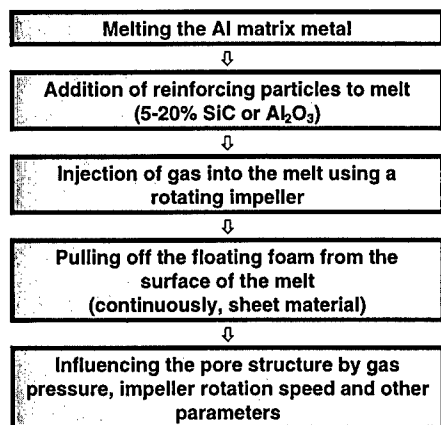 Melting the Al matrix metal
⇩
Addition of reinforcing particles to melt
(5-20% SiC or Al₂O₃)
⇩
Injection of gas into the melt using a
rotating impeller
⇩
Pulling off the floating foam from the
surface of the melt
(continuously, sheet material)
⇩
Influencing the pore structure by gas
pressure, impeller rotation speed and other
parameters